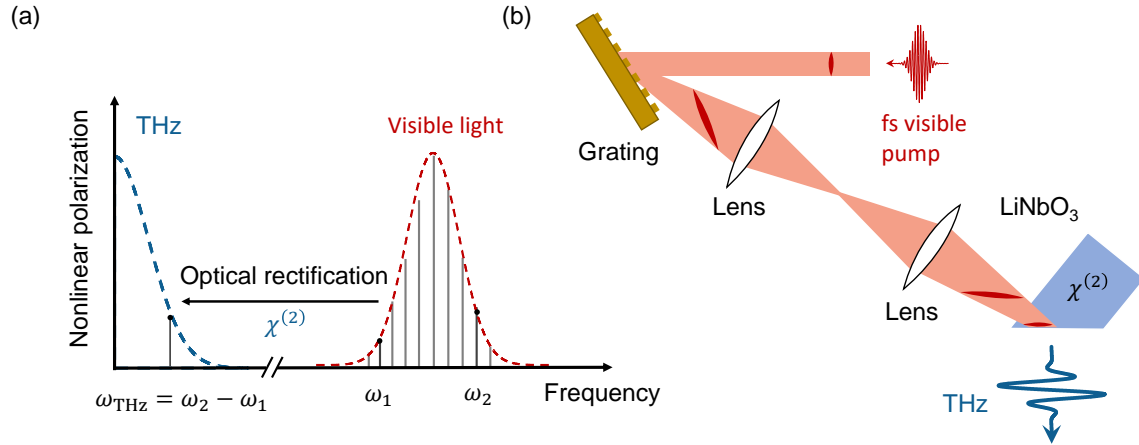 (a)
THz
Visible light
Nonlinear polarization
Optical rectification
χ⁽²⁾
ω_THz = ω₂ − ω₁
ω₁
ω₂
Frequency
(b)
fs visible
pump
Grating
Lens
Lens
LiNbO₃
χ⁽²⁾
THz